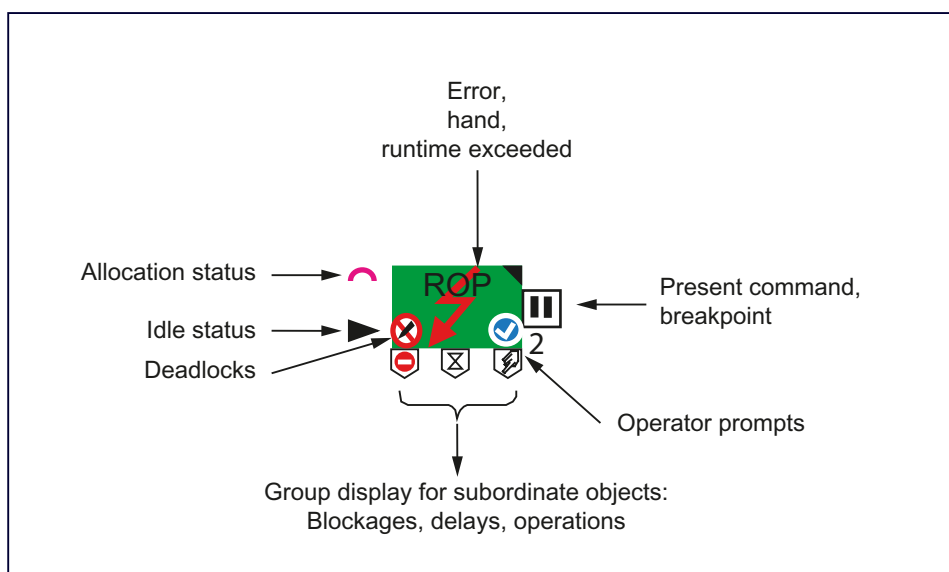 Error,
hand,
runtime exceeded
Allocation status
ROP
Present command,
breakpoint
Idle status
2
Deadlocks
Operator prompts
Group display for subordinate objects:
Blockages, delays, operations